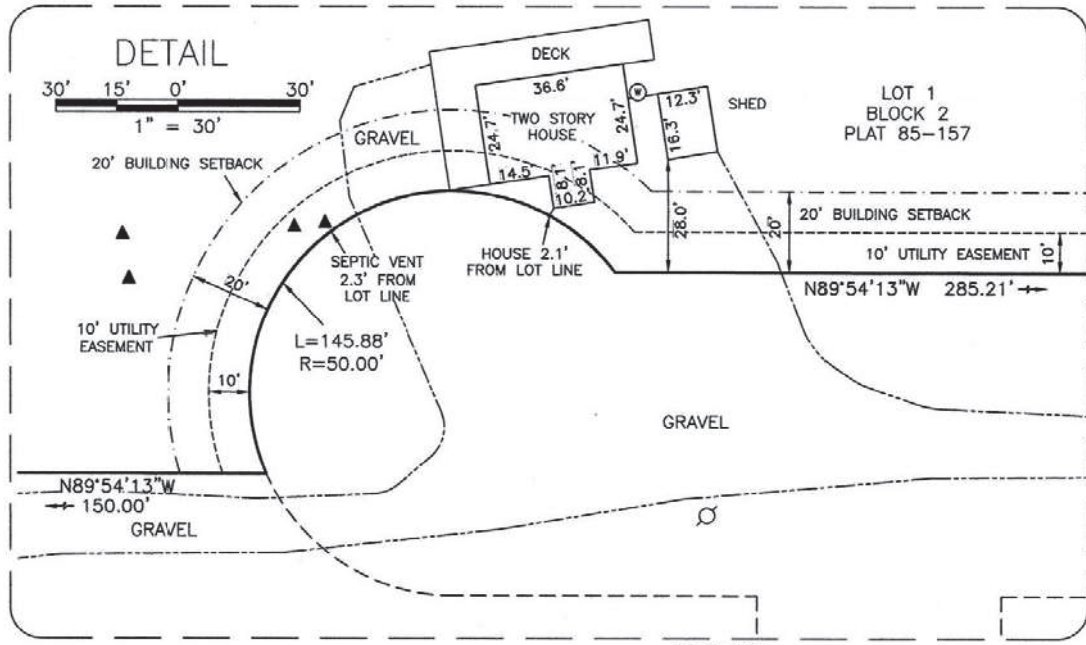 DETAIL
30' 15' 0' 30'
1" = 30'
DECK
36.6'
W
12.3'
SHED
LOT 1
BLOCK 2
PLAT 85-157
GRAVEL
24.7'
TWO STORY
HOUSE
24.7'
16.3'
20' BUILDING SETBACK
14.5'
8.1'
8.1'
11.9'
10.2'
28.0'
20'
20' BUILDING SETBACK
10' UTILITY EASEMENT
10'
SEPTIC VENT
2.3' FROM
LOT LINE
HOUSE 2.1'
FROM LOT LINE
N89°54'13"W 285.21'
20'
10' UTILITY
EASEMENT
L=145.88'
R=50.00'
10'
GRAVEL
N89°54'13"W
150.00'
GRAVEL